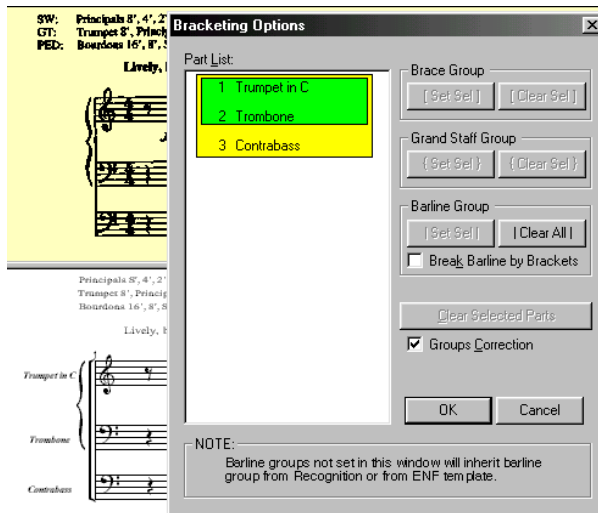 SW: Principals 8', 4', 2'
GT: Trumpet 8', Princip
PED: Bourdons 16', 8', S
Lively,
Bracketing Options
Part List:
1 Trumpet in C
2 Trombone
3 Contrabass
Brace Group
[ Set Sel ] [ Clear Sel ]
Grand Staff Group
{ Set Sel } { Clear Sel }
Barline Group
| Set Sel | | Clear All |
Break Barline by Brackets
Clear Selected Parts
Groups Correction
OK Cancel
NOTE:
Barline groups not set in this window will inherit barline
group from Recognition or from ENF template.
Principals 8', 4', 2'
Trumpet 8', Princip
Bourdons 16', 8', S
Lively, b
Trumpet in C
Trombone
Contrabass